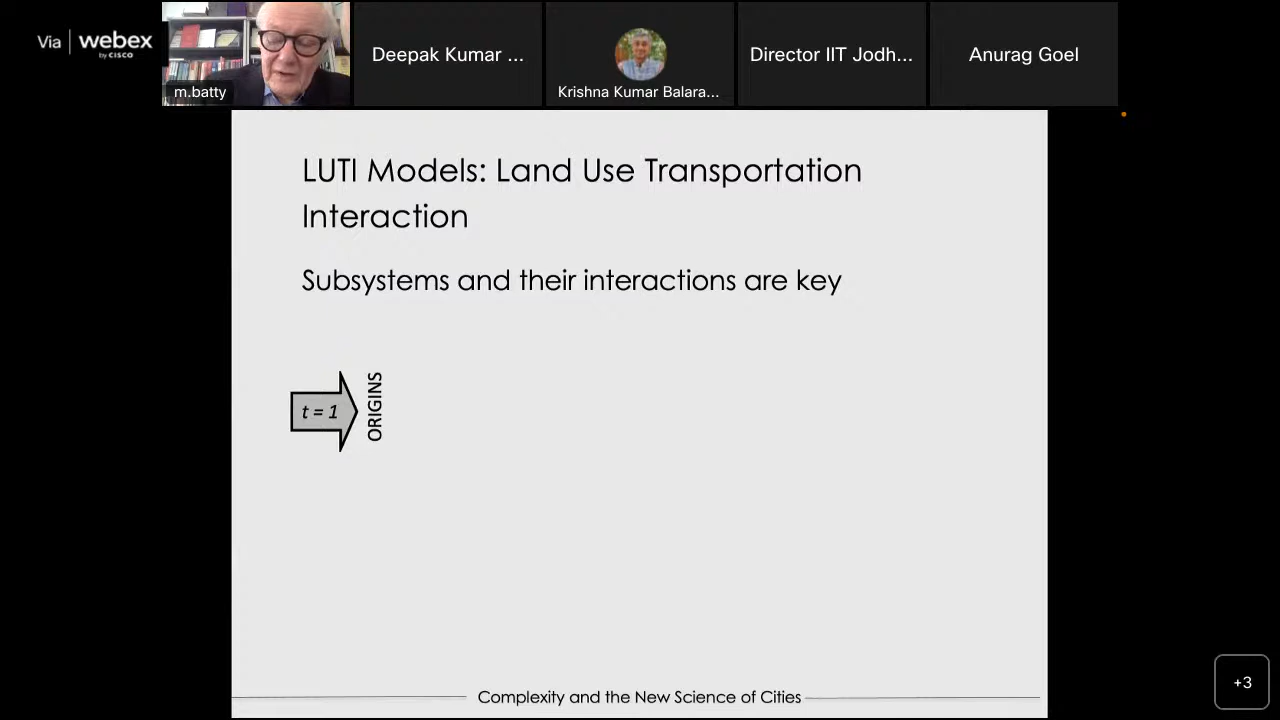 Via webex
by CISCO
m.batty
Deepak Kumar ...
Krishna Kumar Balara...
Director IIT Jodh...
Anurag Goel
LUTI Models: Land Use Transportation
Interaction
Subsystems and their interactions are key
t = 1
ORIGINS
Complexity and the New Science of Cities
+3